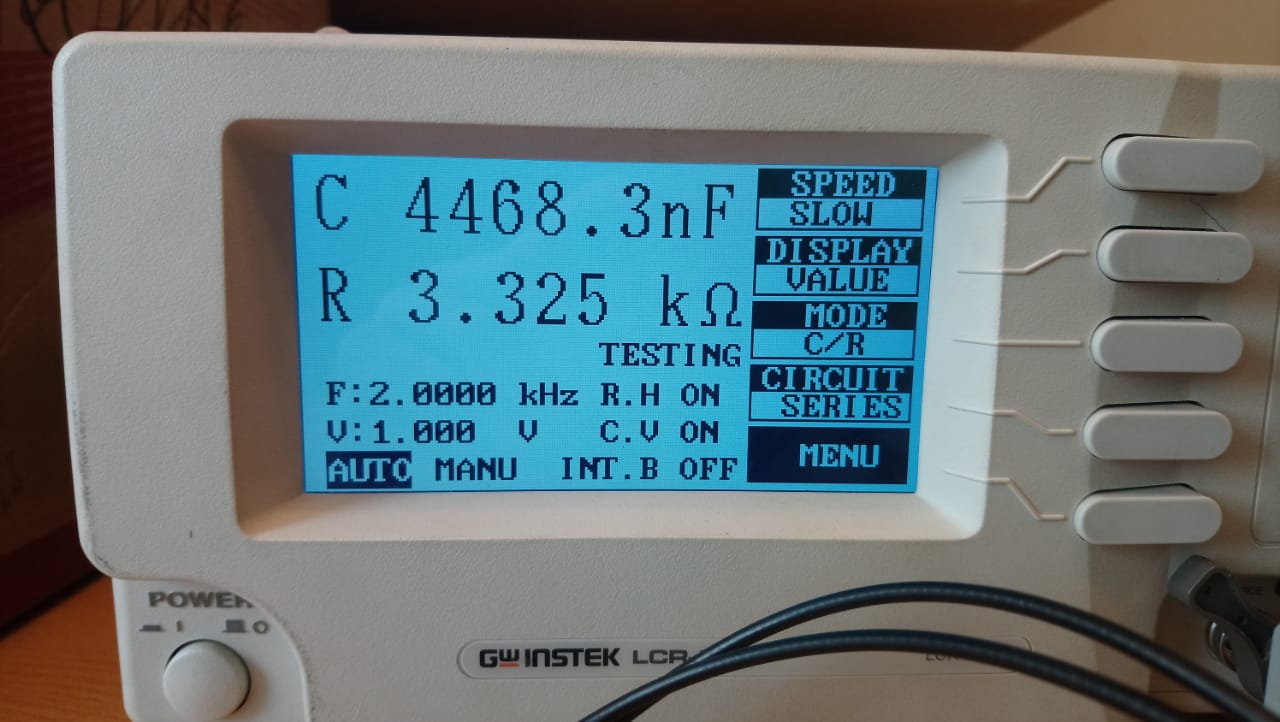 C 4468.3nF
R 3.325 kΩ
TESTING
F:2.0000 kHz R.H ON
V:1.000 V C.V ON
AUTO MANU INT.B OFF
SPEED
SLOW
DISPLAY
VALUE
MODE
C/R
CIRCUIT
SERIES
MENU
POWER
GWINSTEK LCR-